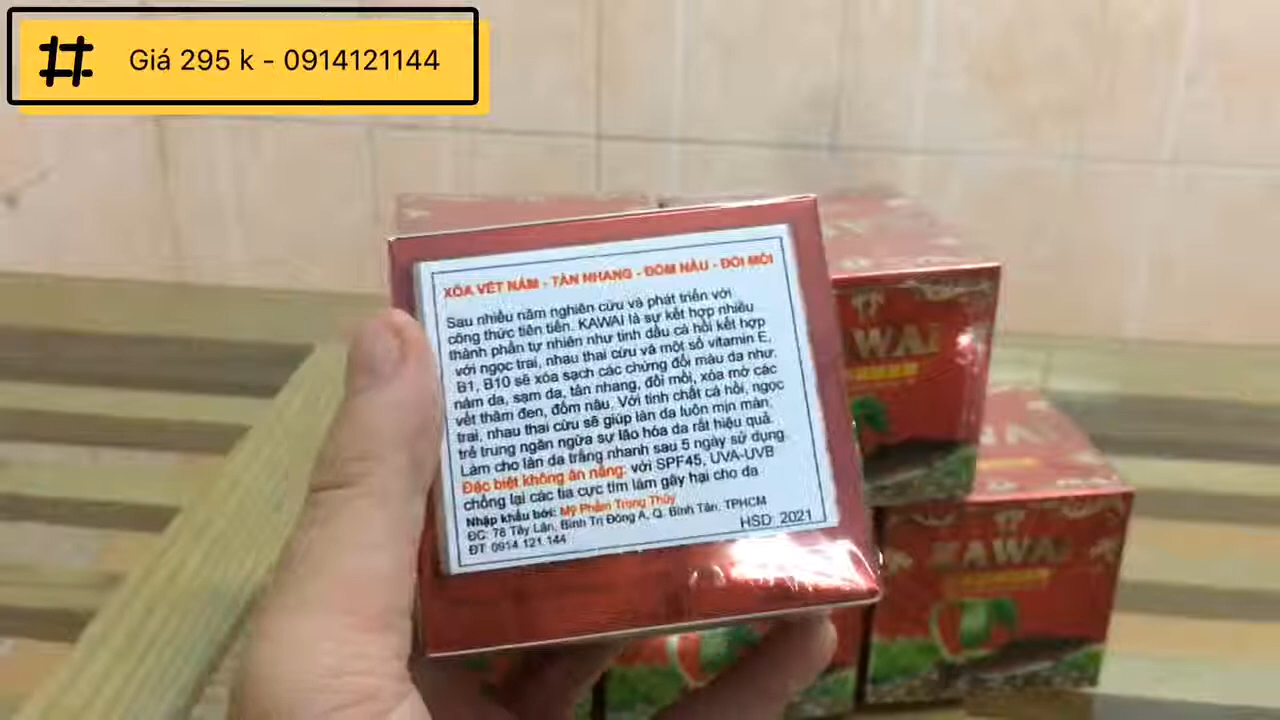 Giá 295 k - 0914121144
XÓA VẾT NÁM - TÀN NHANG - ĐỐM NÂU - ĐỒI MỒI
Sau nhiều năm nghiên cứu và phát triển với
công thức tiên tiến. KAWAI là sự kết hợp nhiều
thành phần tự nhiên như tinh dầu cá hồi kết hợp
với ngọc trai, nhau thai cừu và một số vitamin E,
B1, B10 sẽ xóa sạch các chứng đổi màu da như:
nám da, sạm da, tàn nhang, đồi mồi, xóa mờ các
vết thâm đen, đốm nâu. Với tinh chất cá hồi, ngọc
trai, nhau thai cừu sẽ giúp làn da luôn mịn màn,
trẻ trung ngăn ngừa sự lão hóa da rất hiệu quả.
Làm cho làn da trắng nhanh sau 5 ngày sử dụng
Đặc biệt không ăn nắng: với SPF45, UVA-UVB
chống lại các tia cực tím làm gây hại cho da
Nhập khẩu bởi: Mỹ Phẩm Trung Thủy
ĐC: 76 Tây Lân, Bình Trị Đông A, Q. Bình Tân, TPHCM
ĐT: 0914 121 144
HSD: 2021
WAI
KAWAI